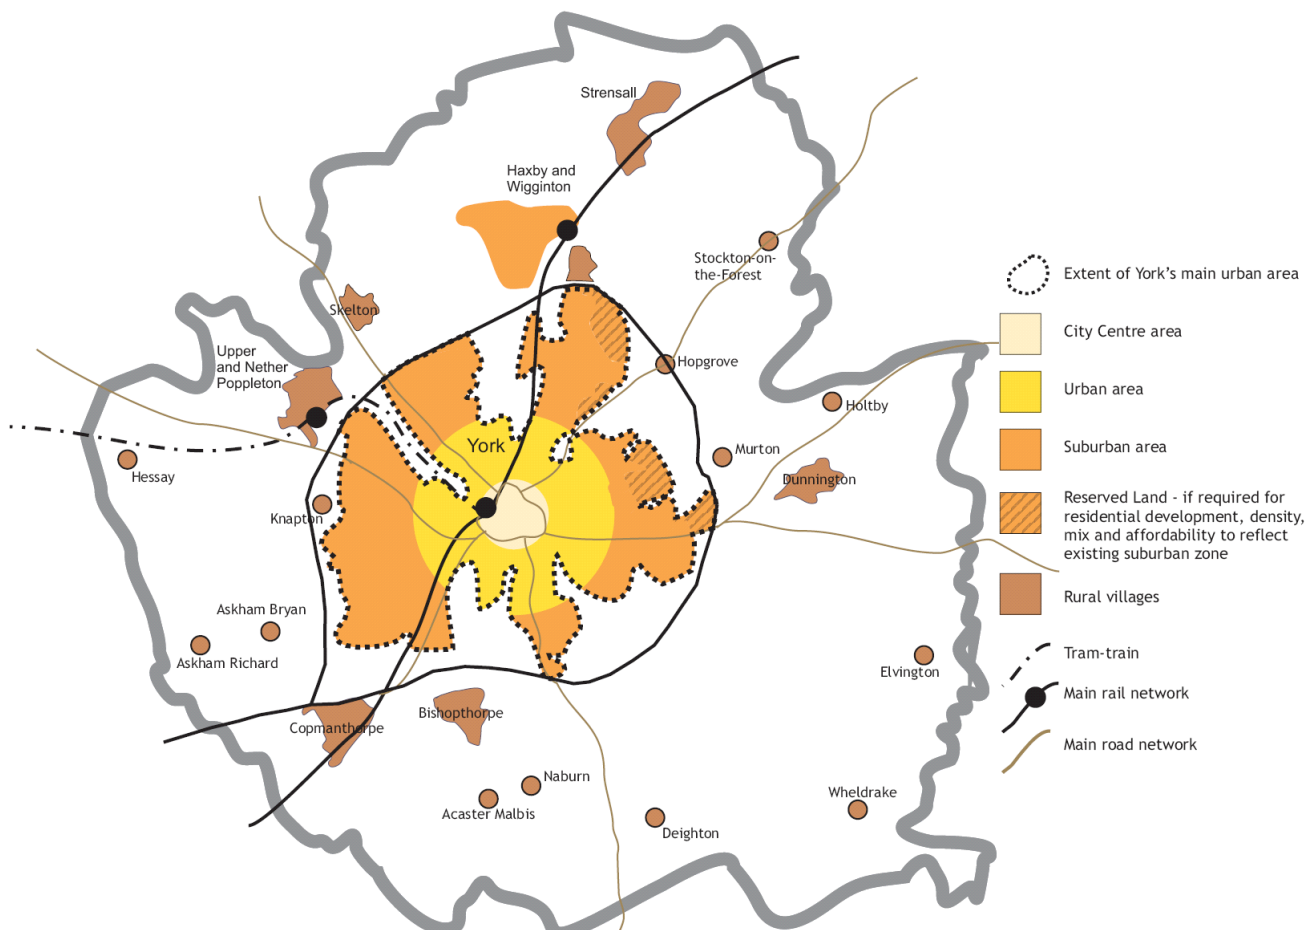 Strensall
Haxby and
Wigginton
Stockton-on-
the-Forest
Skelton
Upper
and Nether
Poppleton
Hopgrove
Holtby
York
Murton
Hessay
Dunnington
Knapton
Askham Bryan
Askham Richard
Elvington
Copmanthorpe
Bishopthorpe
Naburn
Acaster Malbis
Deighton
Wheldrake
Extent of York's main urban area
City Centre area
Urban area
Suburban area
Reserved Land - if required for
residential development, density,
mix and affordability to reflect
existing suburban zone
Rural villages
Tram-train
Main rail network
Main road network